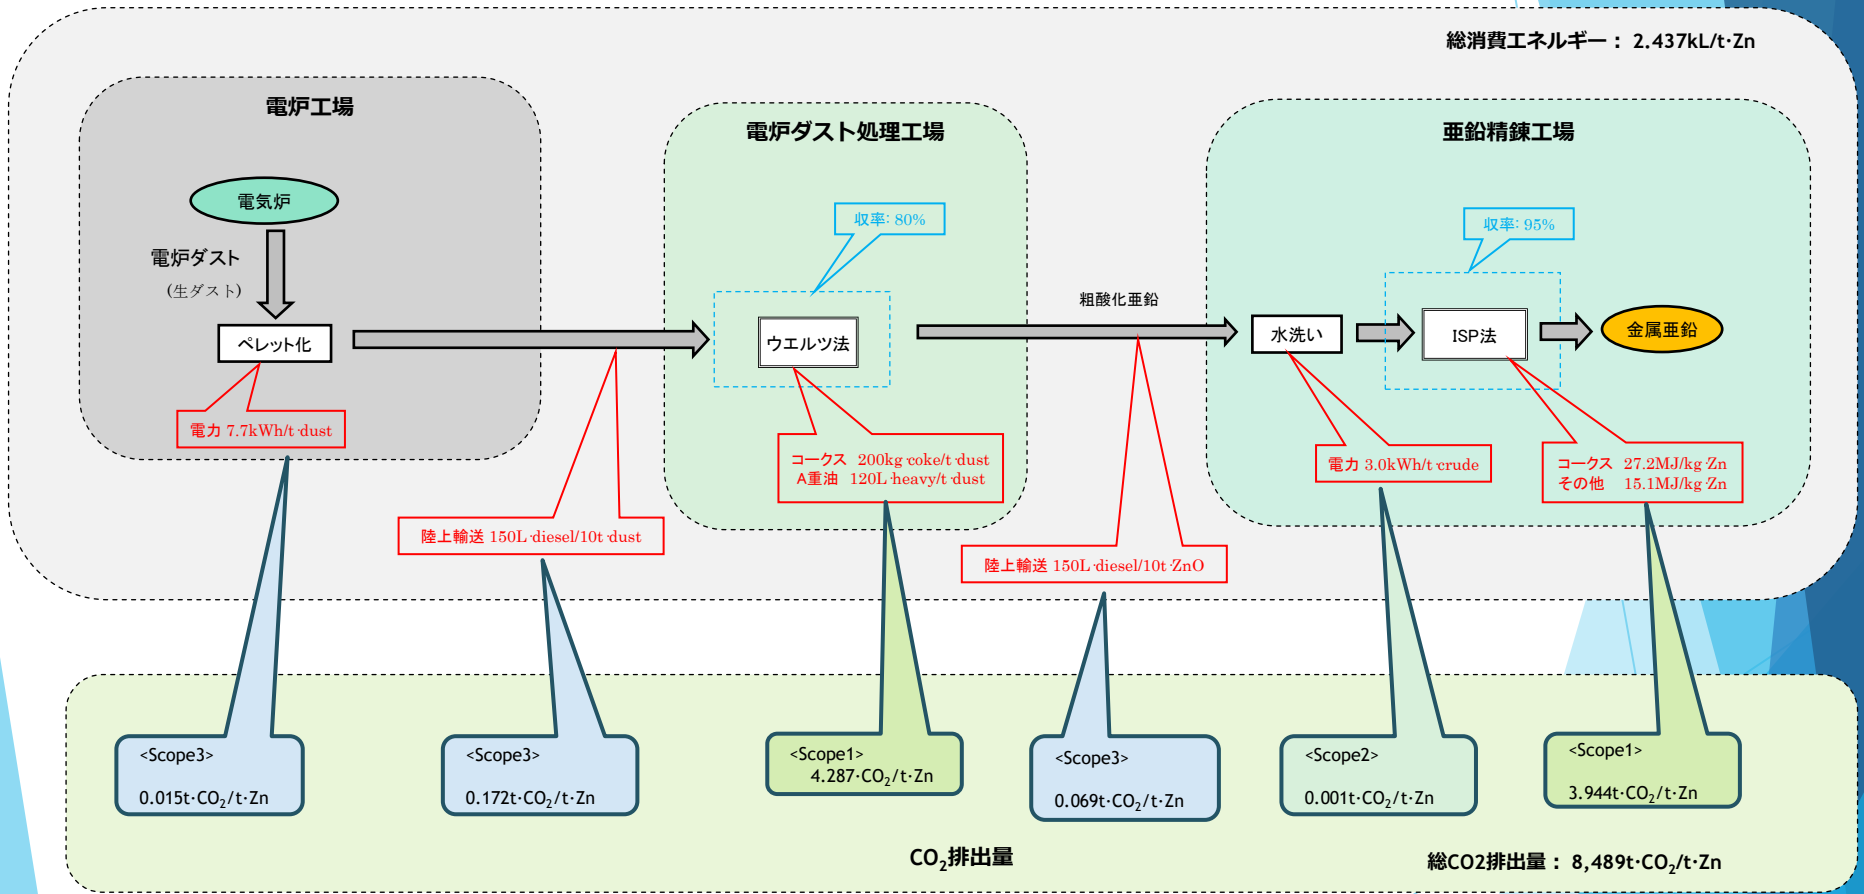 総消費エネルギー： 2.437kL/t･Zn
電炉工場
電炉ダスト処理工場
亜鉛精錬工場
電気炉
電炉ダスト
(生ダスト)
ペレット化
電力 7.7kWh/t･dust
陸上輸送 150L･diesel/10t･dust
収率: 80%
ウエルツ法
コークス 200kg･coke/t･dust
A重油 120L･heavy/t･dust
粗酸化亜鉛
陸上輸送 150L･diesel/10t･ZnO
水洗い
電力 3.0kWh/t･crude
収率: 95%
ISP法
コークス 27.2MJ/kg･Zn
その他 15.1MJ/kg･Zn
金属亜鉛
<Scope3>
0.015t･CO₂/t･Zn
<Scope3>
0.172t･CO₂/t･Zn
<Scope1>
4.287･CO₂/t･Zn
<Scope3>
0.069t･CO₂/t･Zn
<Scope2>
0.001t･CO₂/t･Zn
<Scope1>
3.944t･CO₂/t･Zn
CO₂排出量
総CO2排出量： 8,489t･CO₂/t･Zn